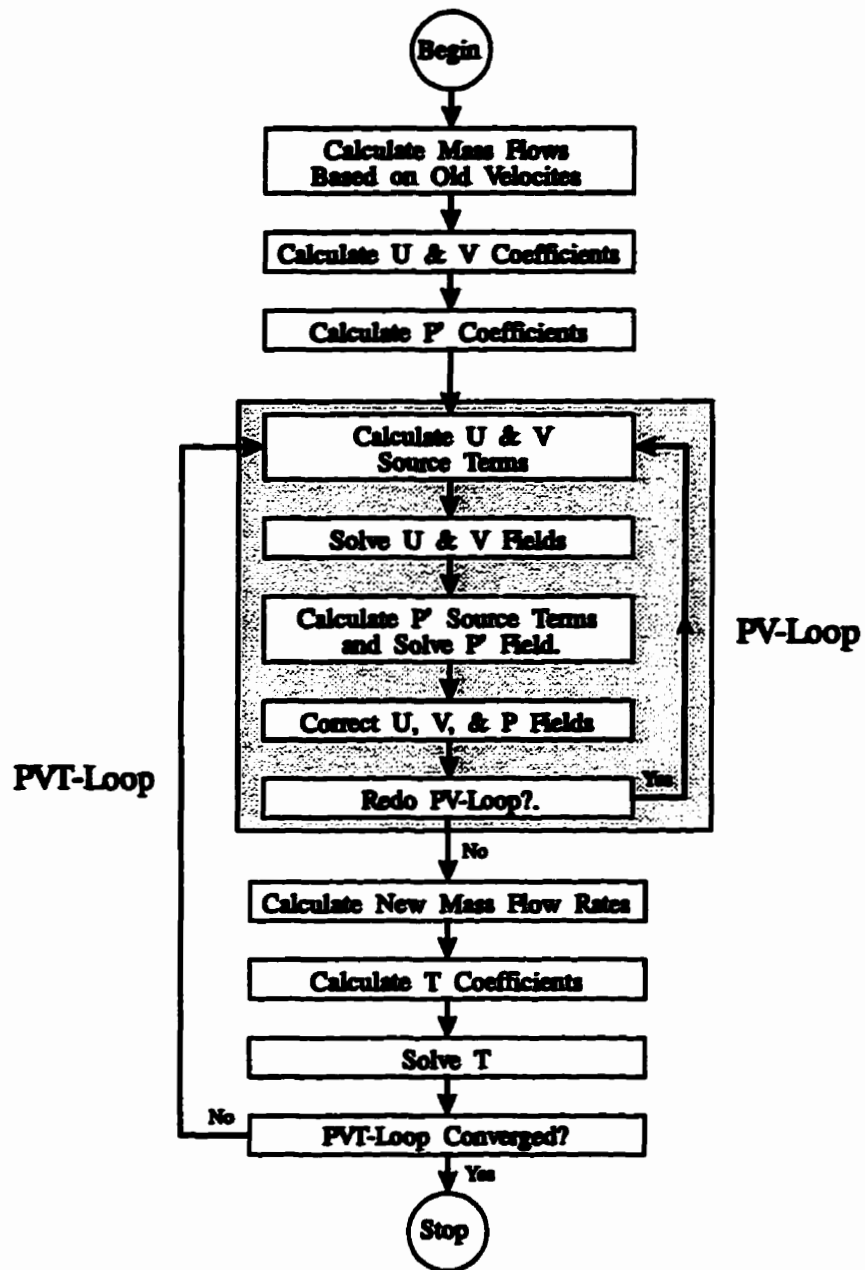 Begin
Calculate Mass Flows
Based on Old Velocites
Calculate U & V Coefficients
Calculate P' Coefficients
Calculate U & V
Source Terms
Solve U & V Fields
Calculate P' Source Terms
and Solve P' Field.
PV-Loop
Correct U, V, & P Fields
PVT-Loop
Redo PV-Loop?.
Yes
No
Calculate New Mass Flow Rates
Calculate T Coefficients
Solve T
No
PVT-Loop Converged?
Yes
Stop